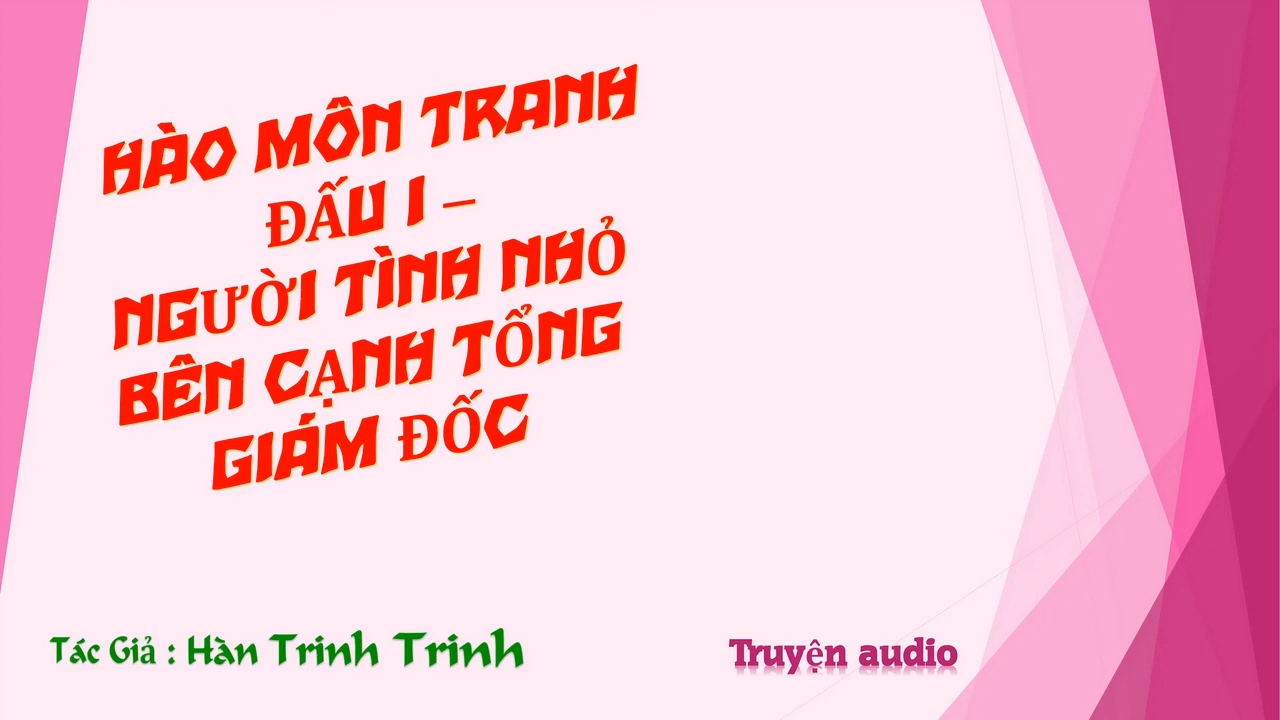 HÀO MÔN TRANH
ĐẤU I –
NGƯỜI TÌNH NHỎ
BÊN CẠNH TỔNG
GIÁM ĐỐC
Tác Giả : Hàn Trinh Trinh
Truyện audio